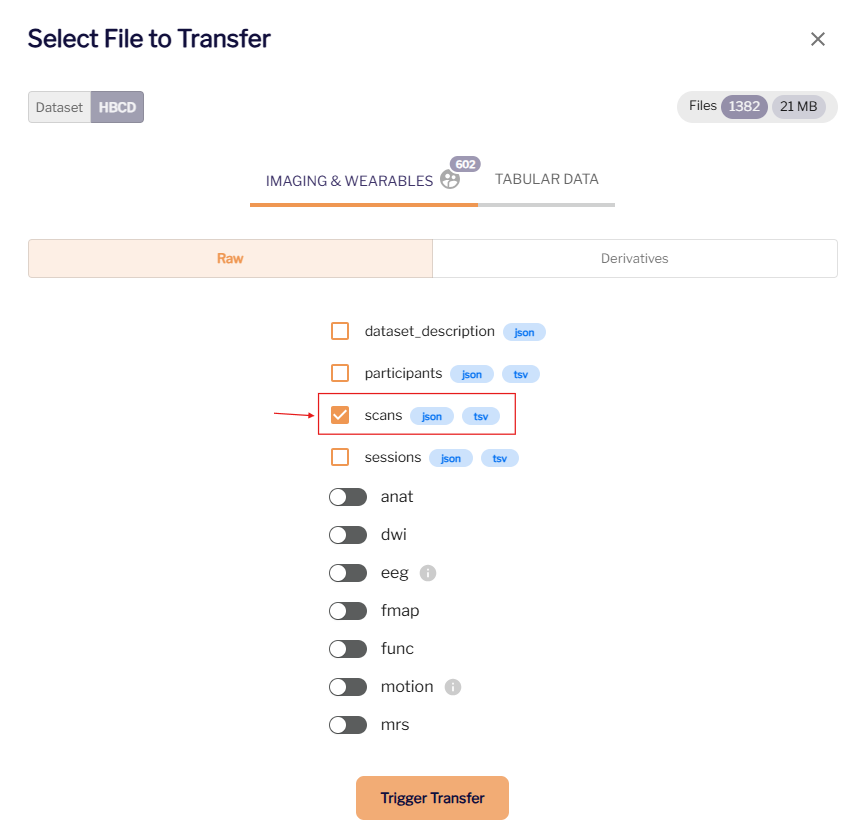 Select File to Transfer
Dataset HBCD
Files 1382 21 MB
IMAGING & WEARABLES 602 TABULAR DATA
Raw Derivatives
dataset_description json
participants json tsv
scans json tsv
sessions json tsv
anat
dwi
eeg
fmap
func
motion
mrs
Trigger Transfer